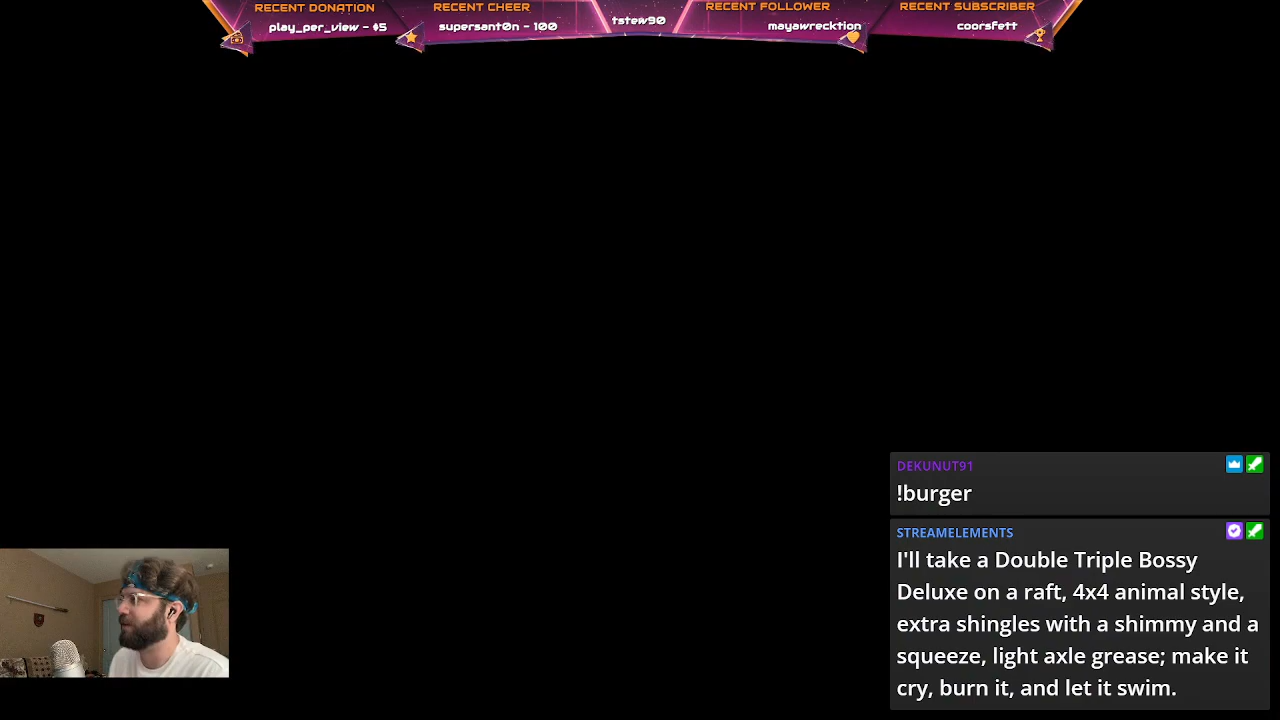 RECENT DONATION
play_per_view - $5
RECENT CHEER
supersant0n - 100
tstew90
RECENT FOLLOWER
mayawrecktion
RECENT SUBSCRIBER
coorsfett
DEKUNUT91
!burger
STREAMELEMENTS
I'll take a Double Triple Bossy
Deluxe on a raft, 4x4 animal style,
extra shingles with a shimmy and a
squeeze, light axle grease; make it
cry, burn it, and let it swim.